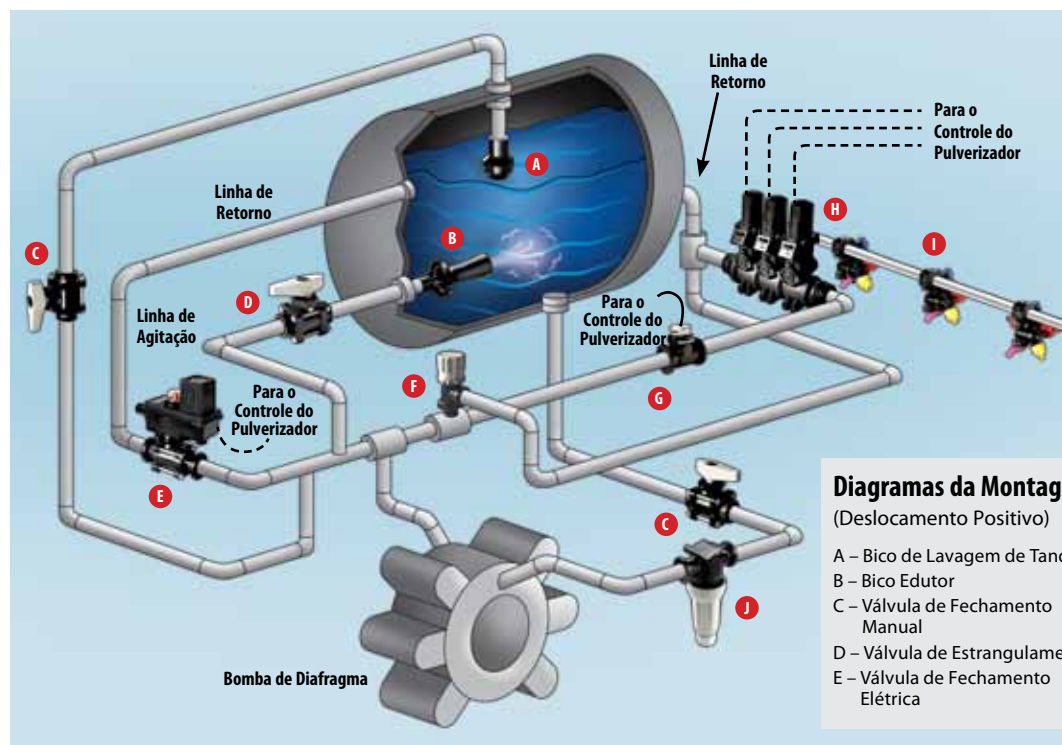 Linha de
Retorno
Para o
Controle do
Pulverizador
A
H
Linha de
Retorno
B
I
C
D
Linha de
Agitação
Para o
Controle do
Pulverizador
F
G
Para o
Controle do
Pulverizador
E
C
J
Bomba de Diafragma
Diagramas da Montag
(Deslocamento Positivo)
A – Bico de Lavagem de Tan
B – Bico Edutor
C – Válvula de Fechamento
Manual
D – Válvula de Estrangulame
E – Válvula de Fechamento
Elétrica